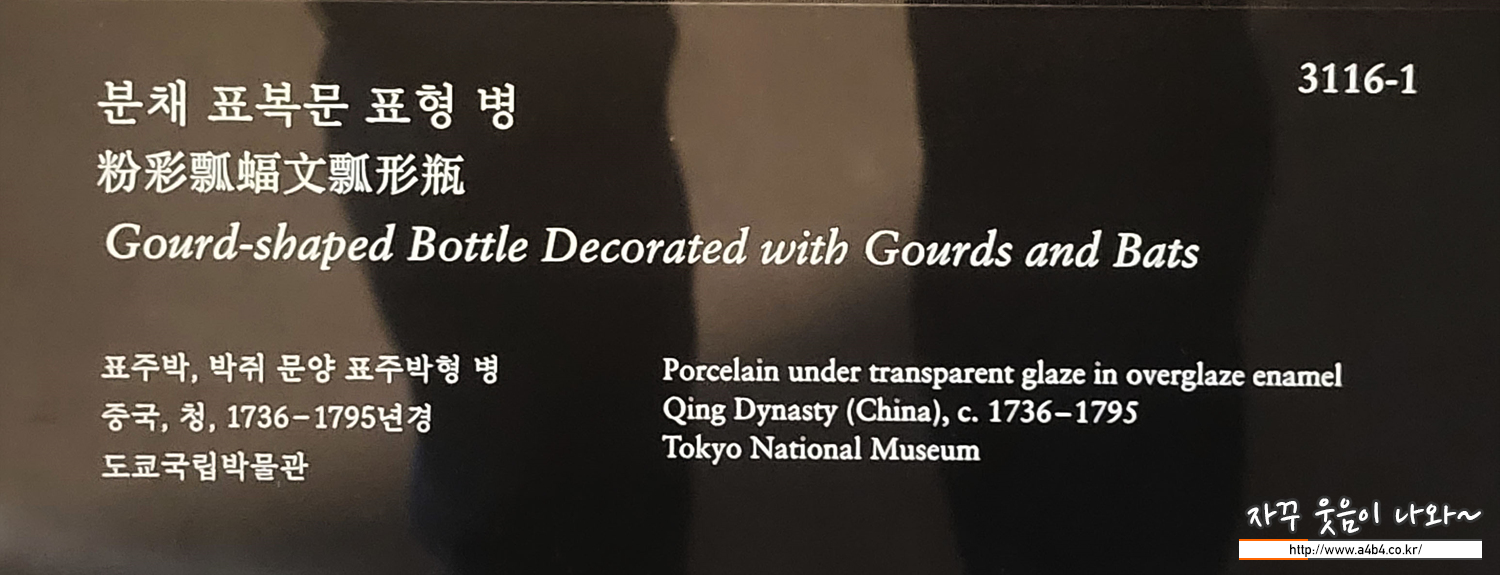 3116-1
분채 표복문 표형 병
粉彩瓢蝠文瓢形瓶
Gourd-shaped Bottle Decorated with Gourds and Bats
표주박, 박쥐 문양 표주박형 병
중국, 청, 1736–1795년경
도쿄국립박물관
Porcelain under transparent glaze in overglaze enamel
Qing Dynasty (China), c. 1736–1795
Tokyo National Museum
자꾸 웃음이 나와~
http://www.a4b4.co.kr/